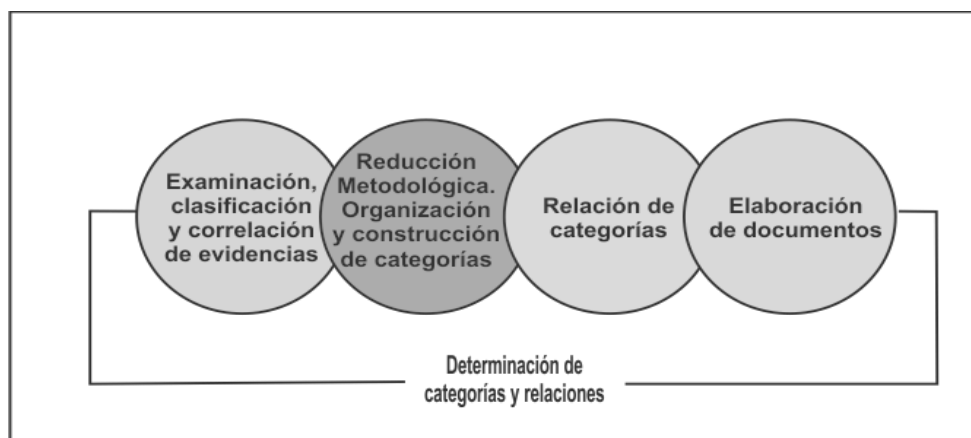 Examinación,
clasificación
y correlación
de evidencias
Reducción
Metodológica.
Organización
y construcción
de categorías
Relación de
categorías
Elaboración
de documentos
Determinación de
categorías y relaciones